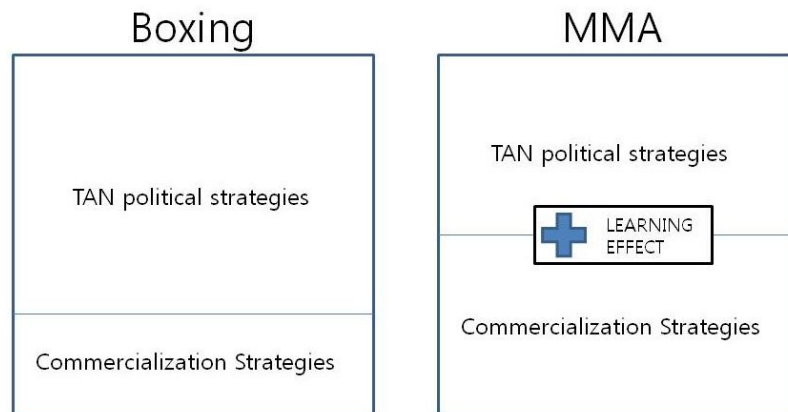 Boxing
MMA
TAN political strategies
TAN political strategies
LEARNING
EFFECT
Commercialization Strategies
Commercialization Strategies